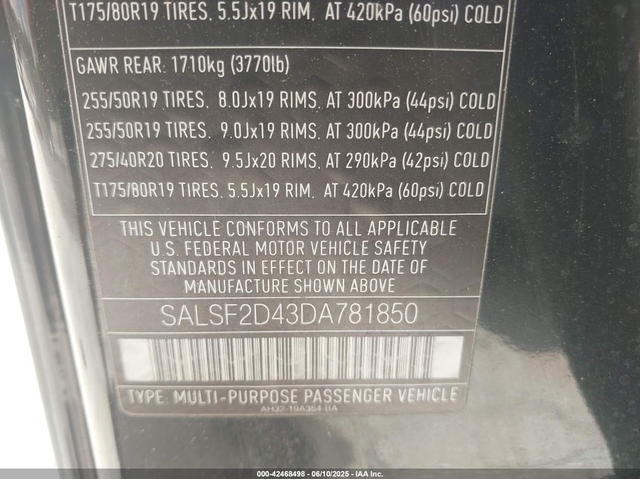 T175/80R19 TIRES. 5.5Jx19 RIM. AT 420kPa (60psi) COLD
GAWR REAR: 1710kg (3770lb)
255/50R19 TIRES. 8.0Jx19 RIMS. AT 300kPa (44psi) COLD
255/50R19 TIRES. 9.0Jx19 RIMS. AT 300kPa (44psi) COLD
275/40R20 TIRES. 9.5Jx20 RIMS. AT 290kPa (42psi) COLD
T175/80R19 TIRES. 5.5Jx19 RIM. AT 420kPa (60psi) COLD
THIS VEHICLE CONFORMS TO ALL APPLICABLE
U.S. FEDERAL MOTOR VEHICLE SAFETY
STANDARDS IN EFFECT ON THE DATE OF
MANUFACTURE SHOWN ABOVE
SALSF2D43DA781850
TYPE: MULTI-PURPOSE PASSENGER VEHICLE
AH32-19A354-BA
000-42468498 - 06/10/2025 - IAA Inc.